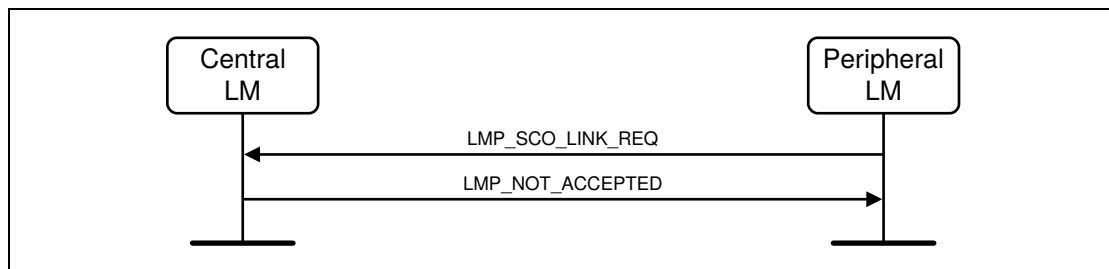 Central
LM
Peripheral
LM
LMP_SCO_LINK_REQ
LMP_NOT_ACCEPTED